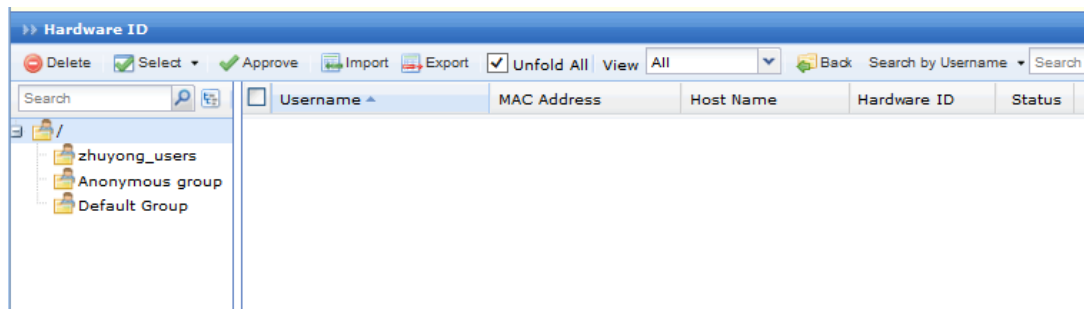 Hardware ID
Delete Select Approve Import Export Unfold All View All Back Search by Username Search
Search Username MAC Address Host Name Hardware ID Status
/
zhuyong_users
Anonymous group
Default Group